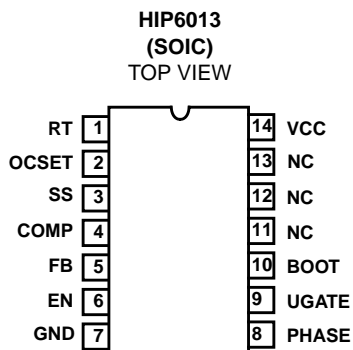 HIP6013
(SOIC)
TOP VIEW
RT 1 14 VCC
OCSET 2 13 NC
SS 3 12 NC
COMP 4 11 NC
FB 5 10 BOOT
EN 6 9 UGATE
GND 7 8 PHASE